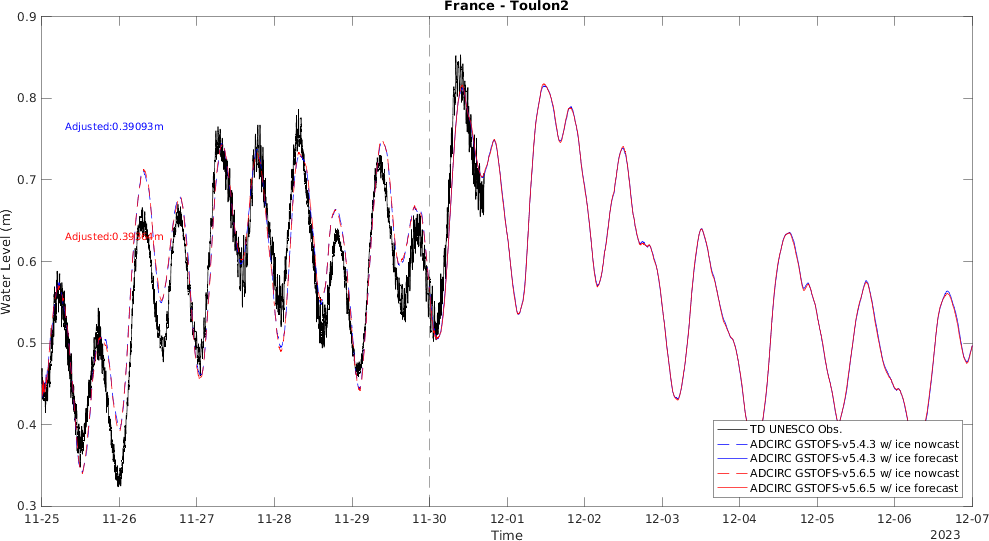 France - Toulon2
Water Level (m)
0.9
0.8
0.7
0.6
0.5
0.4
0.3
Adjusted:0.39093m
TD UNESCO Obs.
ADCIRC GSTOFS-v5.4.3 w/ ice nowcast
ADCIRC GSTOFS-v5.4.3 w/ ice forecast
ADCIRC GSTOFS-v5.6.5 w/ ice nowcast
ADCIRC GSTOFS-v5.6.5 w/ ice forecast
11-25 11-26 11-27 11-28 11-29 11-30 12-01 12-02 12-03 12-04 12-05 12-06 12-07
Time
2023